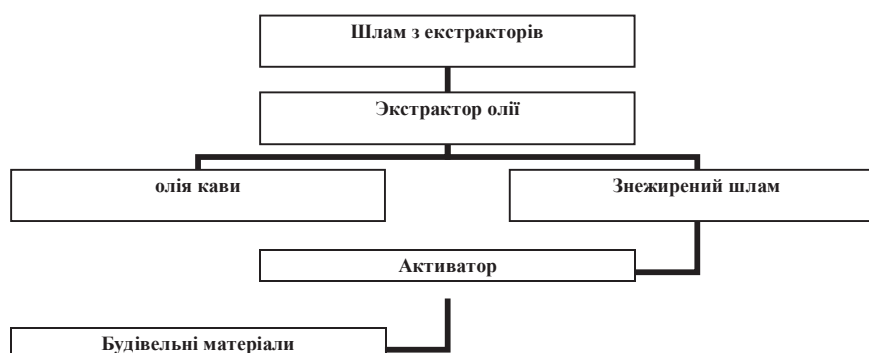 Шлам з екстракторів
Экстрактор олії
олія кави
Знежирений шлам
Активатор
Будівельні матеріали